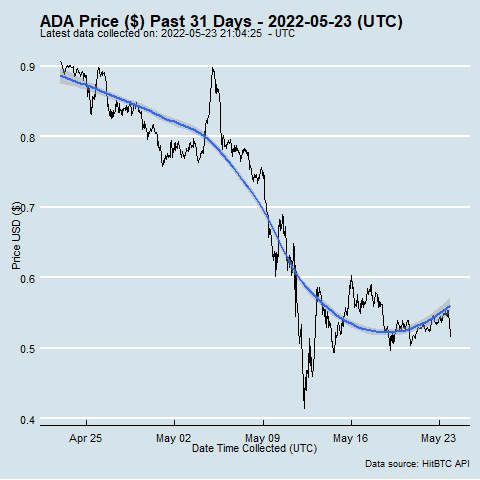 ADA Price ($) Past 31 Days - 2022-05-23 (UTC)
Latest data collected on: 2022-05-23 21:04:25 - UTC
Price USD ($)
0.9
0.8
0.7
0.6
0.5
0.4
Apr 25 May 02 May 09 May 16 May 23
Date Time Collected (UTC)
Data source: HitBTC API